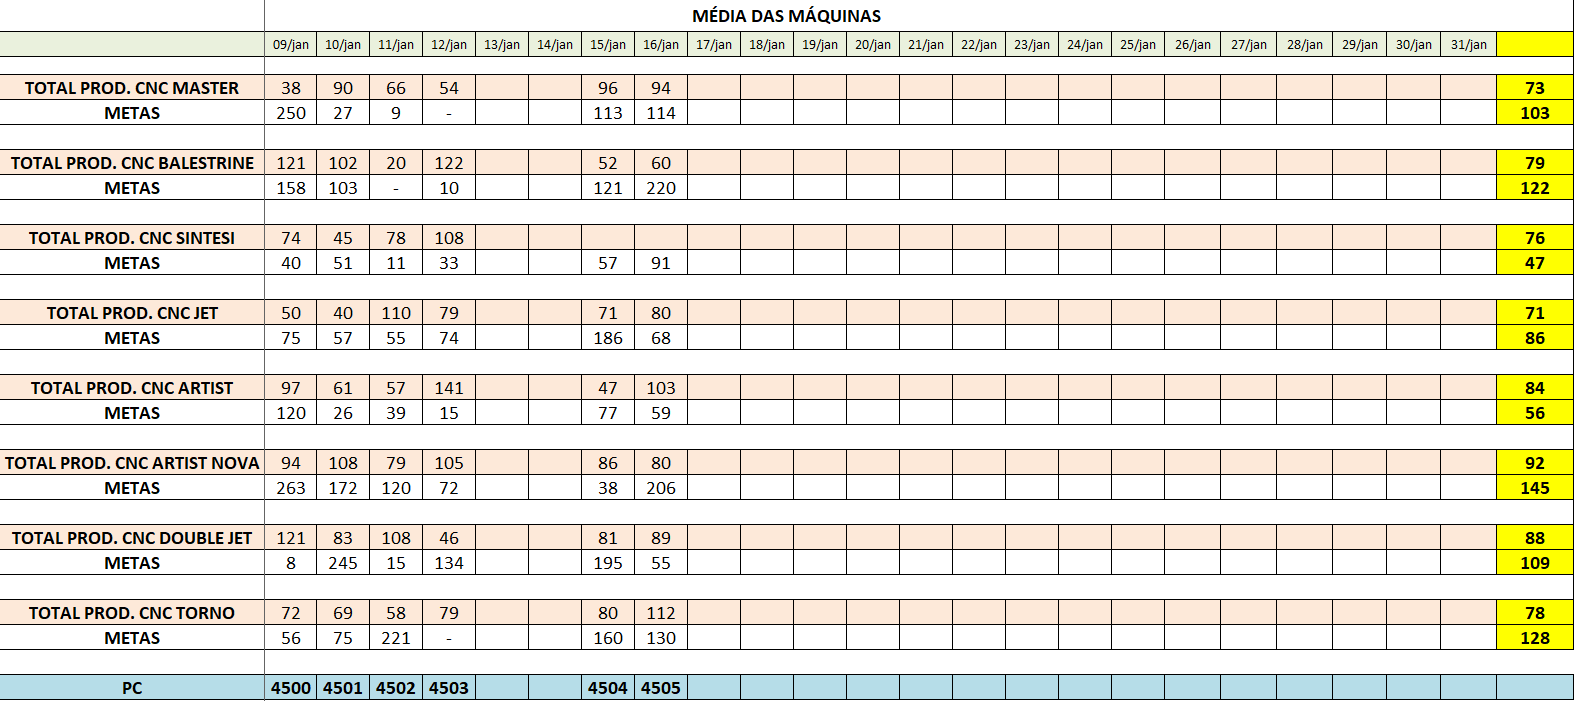 MÉDIA DAS MÁQUINAS
09/jan 10/jan 11/jan 12/jan 13/jan 14/jan 15/jan 16/jan 17/jan 18/jan 19/jan 20/jan 21/jan 22/jan 23/jan 24/jan 25/jan 26/jan 27/jan 28/jan 29/jan 30/jan 31/jan
TOTAL PROD. CNC MASTER 38 90 66 54 96 94 73
METAS 250 27 9 - 113 114 103
TOTAL PROD. CNC BALESTRINE 121 102 20 122 52 60 79
METAS 158 103 - 10 121 220 122
TOTAL PROD. CNC SINTESI 74 45 78 108 76
METAS 40 51 11 33 57 91 47
TOTAL PROD. CNC JET 50 40 110 79 71 80 71
METAS 75 57 55 74 186 68 86
TOTAL PROD. CNC ARTIST 97 61 57 141 47 103 84
METAS 120 26 39 15 77 59 56
TOTAL PROD. CNC ARTIST NOVA 94 108 79 105 86 80 92
METAS 263 172 120 72 38 206 145
TOTAL PROD. CNC DOUBLE JET 121 83 108 46 81 89 88
METAS 8 245 15 134 195 55 109
TOTAL PROD. CNC TORNO 72 69 58 79 80 112 78
METAS 56 75 221 - 160 130 128
PC 4500 4501 4502 4503 4504 4505